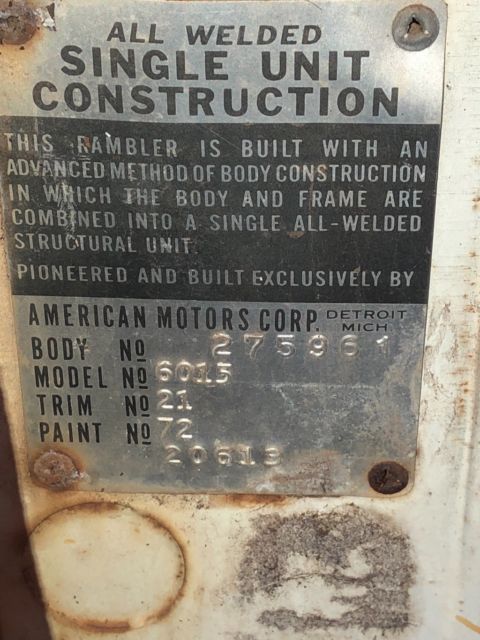 ALL WELDED
SINGLE UNIT
CONSTRUCTION
THIS RAMBLER IS BUILT WITH AN
ADVANCED METHOD OF BODY CONSTRUCTION
IN WHICH THE BODY AND FRAME ARE
COMBINED INTO A SINGLE ALL-WELDED
STRUCTURAL UNIT.
PIONEERED AND BUILT EXCLUSIVELY BY
AMERICAN MOTORS CORP. DETROIT MICH
BODY Nº 275961
MODEL Nº 6015
TRIM Nº 21
PAINT Nº 72
20613